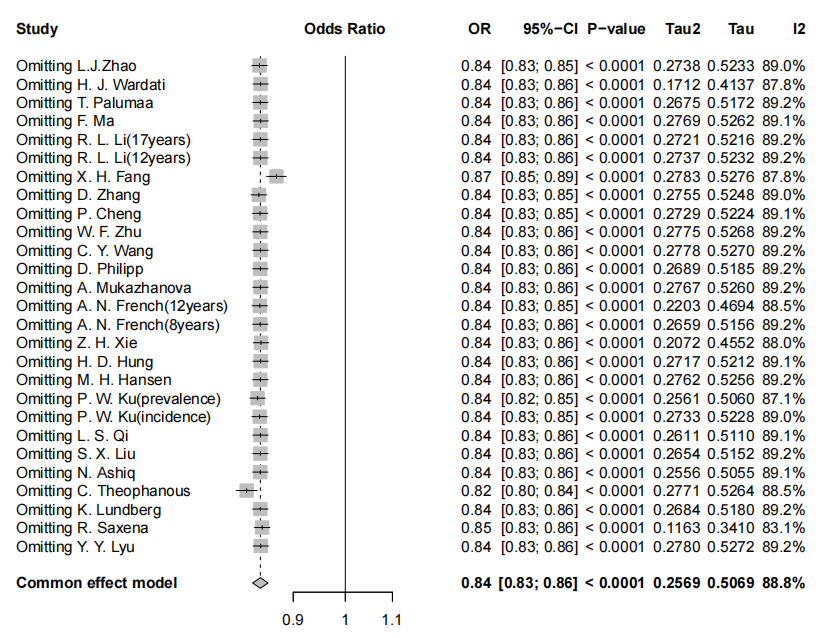 Study Odds Ratio OR 95%−CI P−value Tau2 Tau I2
Omitting L.J.Zhao 0.84 [0.83; 0.85] < 0.0001 0.2738 0.5233 89.0%
Omitting H. J. Wardati 0.84 [0.83; 0.86] < 0.0001 0.1712 0.4137 87.8%
Omitting T. Palumaa 0.84 [0.83; 0.86] < 0.0001 0.2675 0.5172 89.2%
Omitting F. Ma 0.84 [0.83; 0.86] < 0.0001 0.2769 0.5262 89.1%
Omitting R. L. Li(17years) 0.84 [0.83; 0.86] < 0.0001 0.2721 0.5216 89.2%
Omitting R. L. Li(12years) 0.84 [0.83; 0.86] < 0.0001 0.2737 0.5232 89.2%
Omitting X. H. Fang 0.87 [0.85; 0.89] < 0.0001 0.2783 0.5276 87.8%
Omitting D. Zhang 0.84 [0.83; 0.85] < 0.0001 0.2755 0.5248 89.0%
Omitting P. Cheng 0.84 [0.83; 0.85] < 0.0001 0.2729 0.5224 89.1%
Omitting W. F. Zhu 0.84 [0.83; 0.86] < 0.0001 0.2775 0.5268 89.2%
Omitting C. Y. Wang 0.84 [0.83; 0.86] < 0.0001 0.2778 0.5270 89.2%
Omitting D. Philipp 0.84 [0.83; 0.86] < 0.0001 0.2689 0.5185 89.2%
Omitting A. Mukazhanova 0.84 [0.83; 0.86] < 0.0001 0.2767 0.5260 89.2%
Omitting A. N. French(12years) 0.84 [0.83; 0.85] < 0.0001 0.2203 0.4694 88.5%
Omitting A. N. French(8years) 0.84 [0.83; 0.86] < 0.0001 0.2659 0.5156 89.2%
Omitting Z. H. Xie 0.84 [0.83; 0.86] < 0.0001 0.2072 0.4552 88.0%
Omitting H. D. Hung 0.84 [0.83; 0.86] < 0.0001 0.2717 0.5212 89.1%
Omitting M. H. Hansen 0.84 [0.83; 0.86] < 0.0001 0.2762 0.5256 89.2%
Omitting P. W. Ku(prevalence) 0.84 [0.82; 0.85] < 0.0001 0.2561 0.5060 87.1%
Omitting P. W. Ku(incidence) 0.84 [0.83; 0.85] < 0.0001 0.2733 0.5228 89.0%
Omitting L. S. Qi 0.84 [0.83; 0.86] < 0.0001 0.2611 0.5110 89.2%
Omitting S. X. Liu 0.84 [0.83; 0.86] < 0.0001 0.2654 0.5152 89.2%
Omitting N. Ashiq 0.84 [0.83; 0.86] < 0.0001 0.2556 0.5055 89.1%
Omitting C. Theophanous 0.82 [0.80; 0.84] < 0.0001 0.2771 0.5264 88.5%
Omitting K. Lundberg 0.84 [0.83; 0.86] < 0.0001 0.2684 0.5180 89.2%
Omitting R. Saxena 0.85 [0.83; 0.86] < 0.0001 0.1163 0.3410 83.1%
Omitting Y. Y. Lyu 0.84 [0.83; 0.86] < 0.0001 0.2780 0.5272 89.2%
Common effect model 0.84 [0.83; 0.86] < 0.0001 0.2569 0.5069 88.8%
0.9 1 1.1